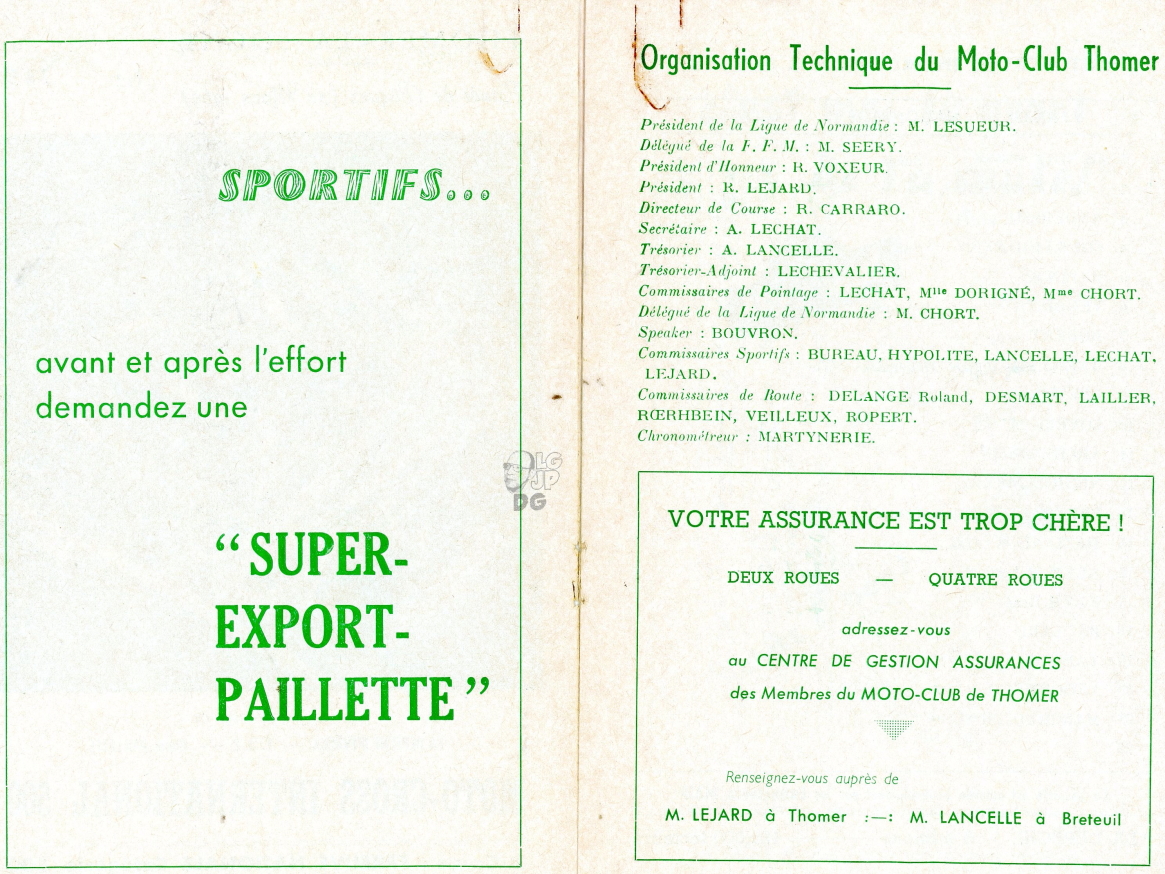 SPORTIFS...
avant et après l'effort
demandez une
“SUPER-
EXPORT-
PAILLETTE”
LG
JP
DG
Organisation Technique du Moto-Club Thomer
Président de la Ligue de Normandie : M. LESUEUR.
Délégué de la F. F. M. : M. SEERY.
Président d'Honneur : R. VOXEUR.
Président : R. LEJARD.
Directeur de Course : R. CARRARO.
Secrétaire : A. LECHAT.
Trésorier : A. LANCELLE.
Trésorier-Adjoint : LECHEVALIER.
Commissaires de Pointage : LECHAT, Mlle DORIGNÉ, Mme CHORT.
Délégué de la Ligue de Normandie : M. CHORT.
Speaker : BOUVRON.
Commissaires Sportifs : BUREAU, HYPOLITE, LANCELLE, LECHAT,
LEJARD.
Commissaires de Route : DELANGE Roland, DESMART, LAILLER,
RŒRHBEIN, VEILLEUX, ROPERT.
Chronométreur : MARTYNERIE.
VOTRE ASSURANCE EST TROP CHÈRE !
DEUX ROUES — QUATRE ROUES
adressez-vous
au CENTRE DE GESTION ASSURANCES
des Membres du MOTO-CLUB de THOMER
Renseignez-vous auprès de
M. LEJARD à Thomer :—: M. LANCELLE à Breteuil